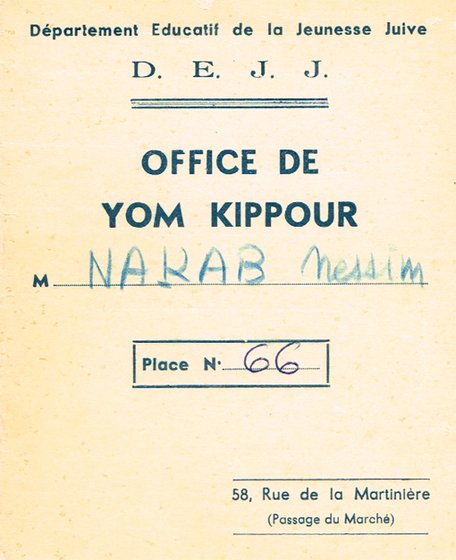 Département Educatif de la Jeunesse Juive
D. E. J. J.
OFFICE DE
YOM KIPPOUR
M NAKAB Nessim
Place N· 66
58, Rue de la Martinière
(Passage du Marché)